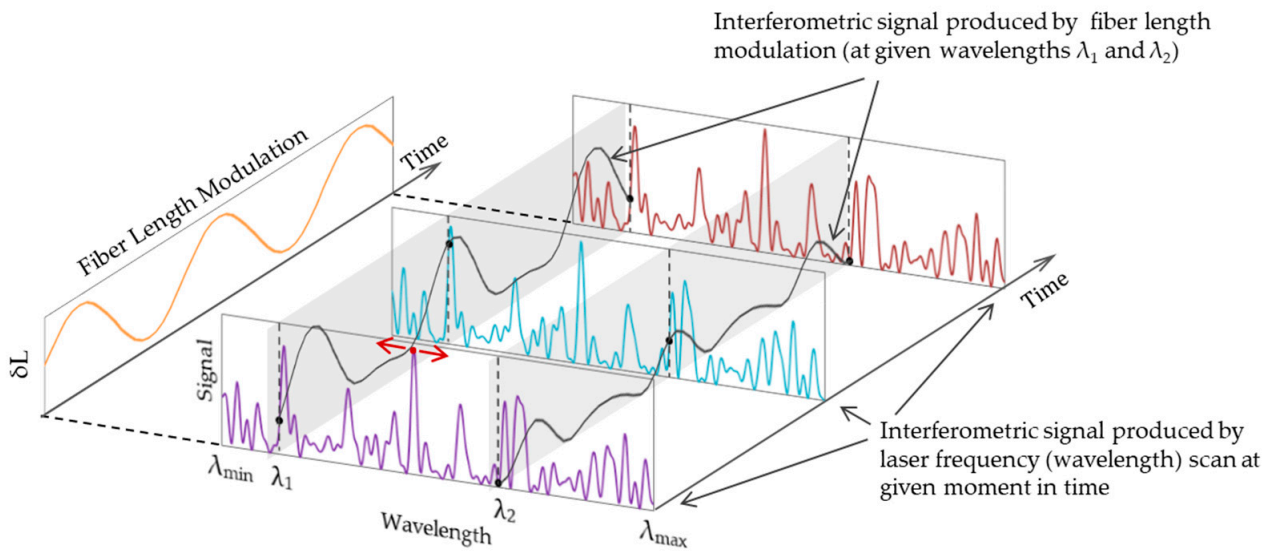 Interferometric signal produced by fiber length
modulation (at given wavelengths λ1 and λ2)
Fiber Length Modulation
Time
δL
Signal
Time
λmin
λ1
λ2
λmax
Wavelength
Interferometric signal produced by
laser frequency (wavelength) scan at
given moment in time